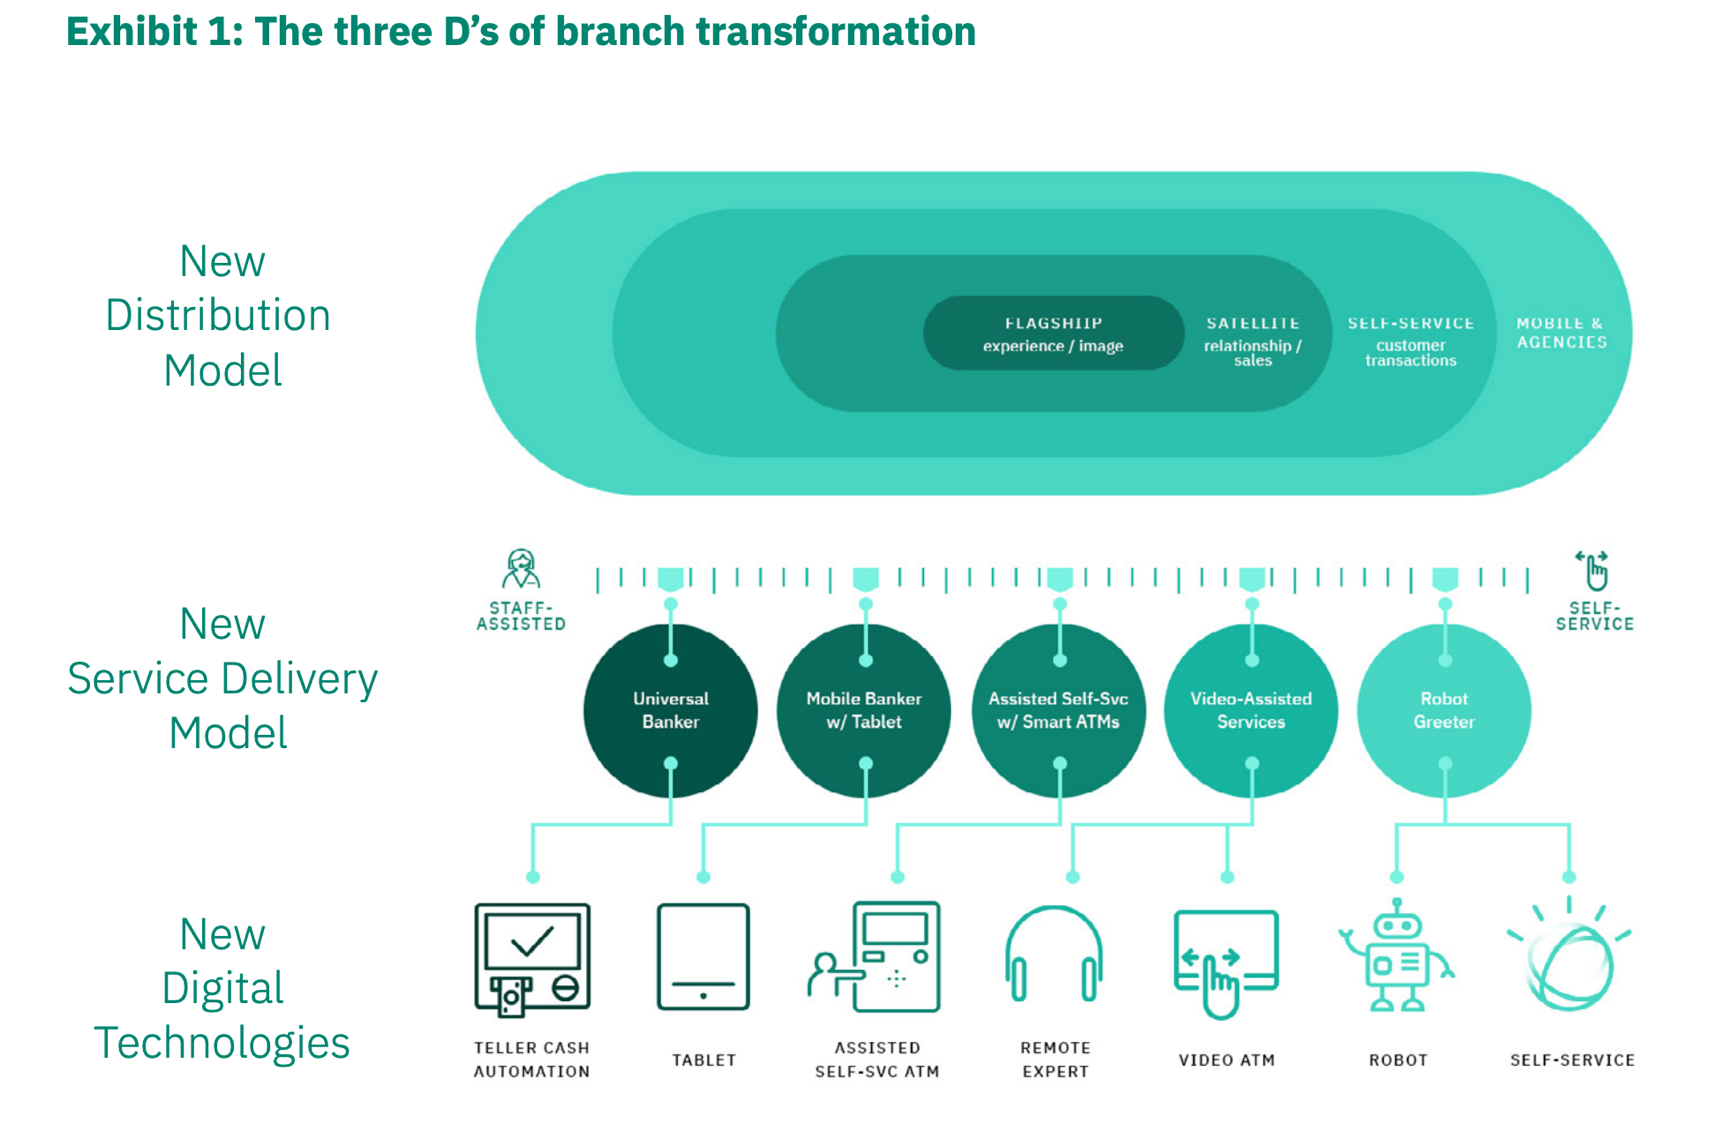 Exhibit 1: The three D's of branch transformation
New
Distribution
Model
FLAGSHIIP
experience / image
SATELLITE
relationship /
sales
SELF-SERVICE
customer
transactions
MOBILE &
AGENCIES
New
Service Delivery
Model
STAFF-
ASSISTED
SELF-
SERVICE
Universal
Banker
Mobile Banker
w/ Tablet
Assisted Self-Svc
w/ Smart ATMs
Video-Assisted
Services
Robot
Greeter
New
Digital
Technologies
TELLER CASH
AUTOMATION
TABLET
ASSISTED
SELF-SVC ATM
REMOTE
EXPERT
VIDEO ATM
ROBOT
SELF-SERVICE